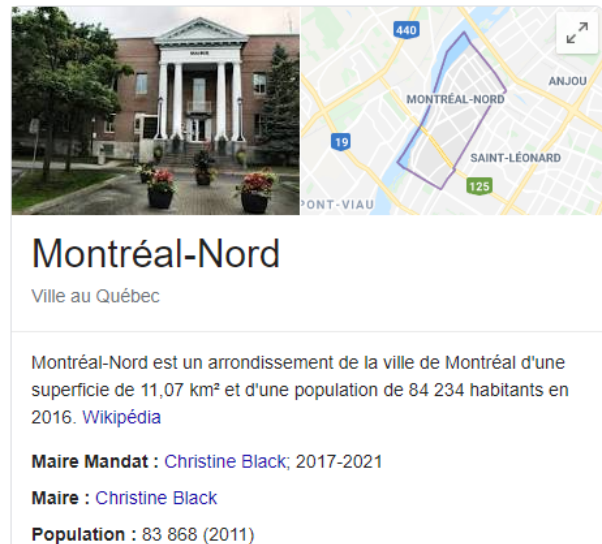 MAIRIE
440
ANJOU
MONTRÉAL-NORD
19
SAINT-LÉONARD
125
PONT-VIAU
Montréal-Nord
Ville au Québec
Montréal-Nord est un arrondissement de la ville de Montréal d'une
superficie de 11,07 km² et d'une population de 84 234 habitants en
2016. Wikipédia
Maire Mandat : Christine Black; 2017-2021
Maire : Christine Black
Population : 83 868 (2011)